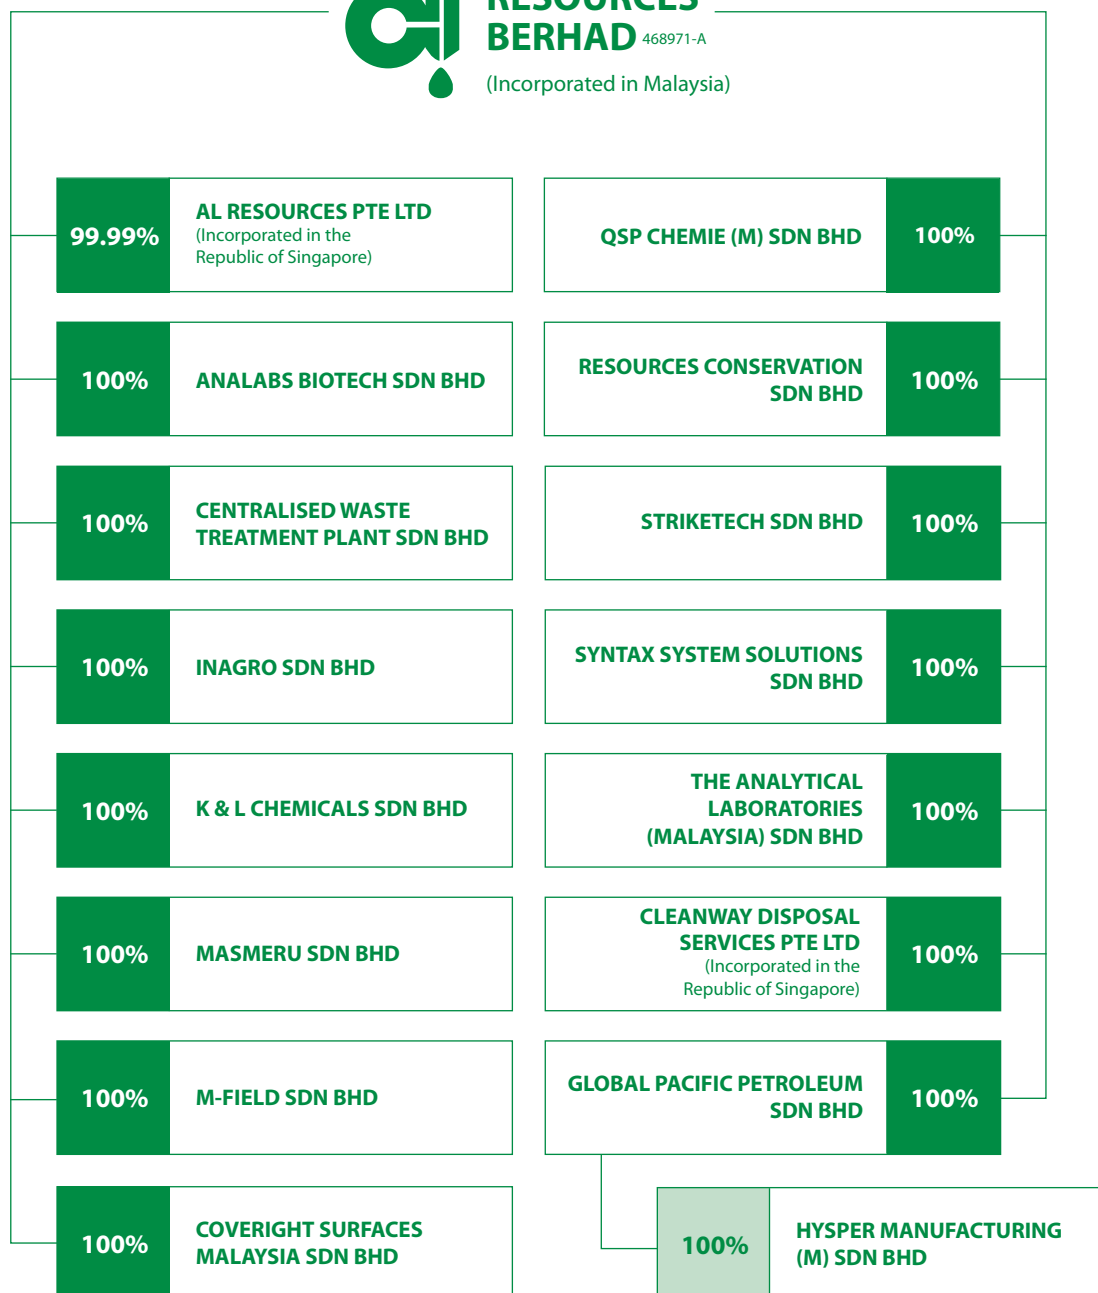 RESOURCES
BERHAD 468971-A
(Incorporated in Malaysia)
99.99%
AL RESOURCES PTE LTD
(Incorporated in the
Republic of Singapore)
QSP CHEMIE (M) SDN BHD
100%
100%
ANALABS BIOTECH SDN BHD
RESOURCES CONSERVATION
SDN BHD
100%
100%
CENTRALISED WASTE
TREATMENT PLANT SDN BHD
STRIKETECH SDN BHD
100%
100%
INAGRO SDN BHD
SYNTAX SYSTEM SOLUTIONS
SDN BHD
100%
100%
K & L CHEMICALS SDN BHD
THE ANALYTICAL
LABORATORIES
(MALAYSIA) SDN BHD
100%
100%
MASMERU SDN BHD
CLEANWAY DISPOSAL
SERVICES PTE LTD
(Incorporated in the
Republic of Singapore)
100%
100%
M-FIELD SDN BHD
GLOBAL PACIFIC PETROLEUM
SDN BHD
100%
100%
COVERIGHT SURFACES
MALAYSIA SDN BHD
100%
HYSPER MANUFACTURING
(M) SDN BHD